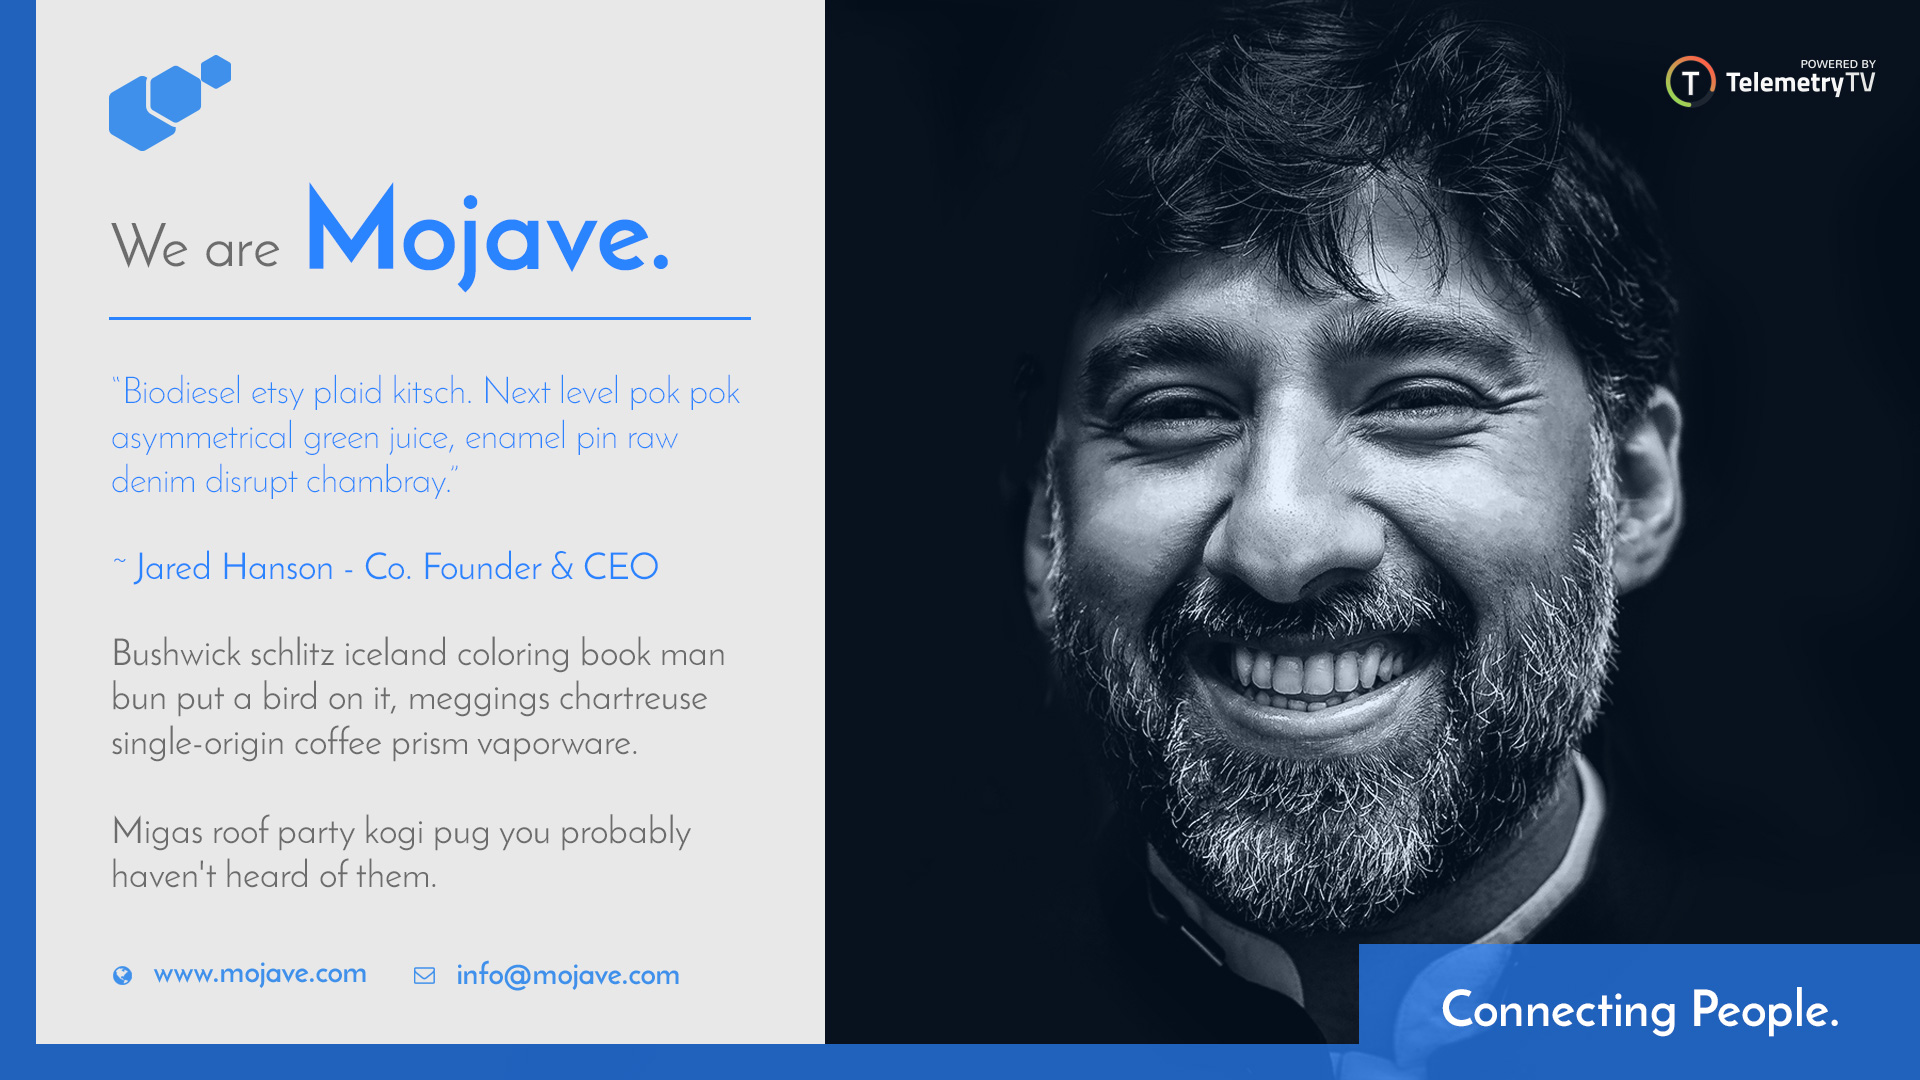 POWERED BY
T TelemetryTV
We are Mojave.
“Biodiesel etsy plaid kitsch. Next level pok pok
asymmetrical green juice, enamel pin raw
denim disrupt chambray.”
~ Jared Hanson - Co. Founder & CEO
Bushwick schlitz iceland coloring book man
bun put a bird on it, meggings chartreuse
single-origin coffee prism vaporware.
Migas roof party kogi pug you probably
haven't heard of them.
www.mojave.com info@mojave.com
Connecting People.